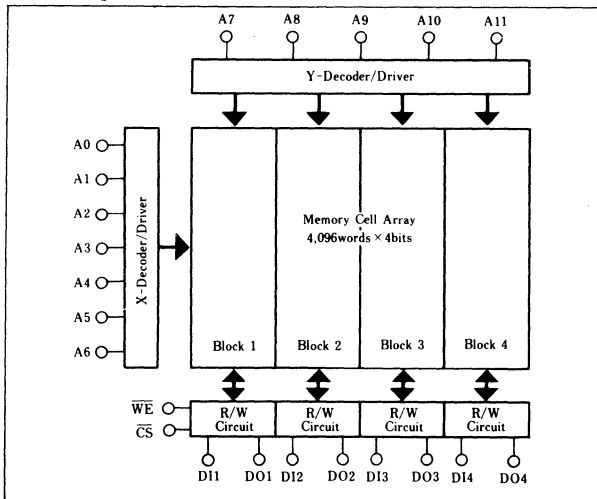 A7 A8 A9 A10 A11
Y-Decoder/Driver
A0
A1
A2
A3
A4
A5
A6
X-Decoder/Driver
Memory Cell Array
4,096words × 4bits
Block 1 Block 2 Block 3 Block 4
W̅E̅
C̅S̅
R/W Circuit
R/W Circuit
R/W Circuit
R/W Circuit
DI1 DO1 DI2 DO2 DI3 DO3 DI4 DO4